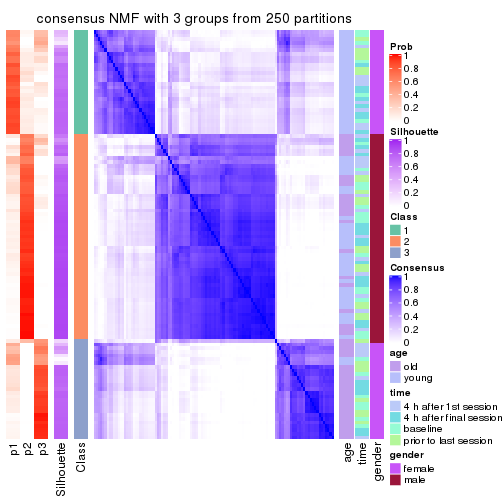 consensus NMF with 3 groups from 250 partitions
Prob
1
0.8
0.6
0.4
0.2
0
Silhouette
1
0.8
0.6
0.4
0.2
0
Class
1
2
3
Consensus
1
0.8
0.6
0.4
0.2
0
age
old
young
time
4 h after 1st session
4 h after final session
baseline
prior to last session
gender
female
male
p1
p2
p3
Silhouette
Class
age
time
gender